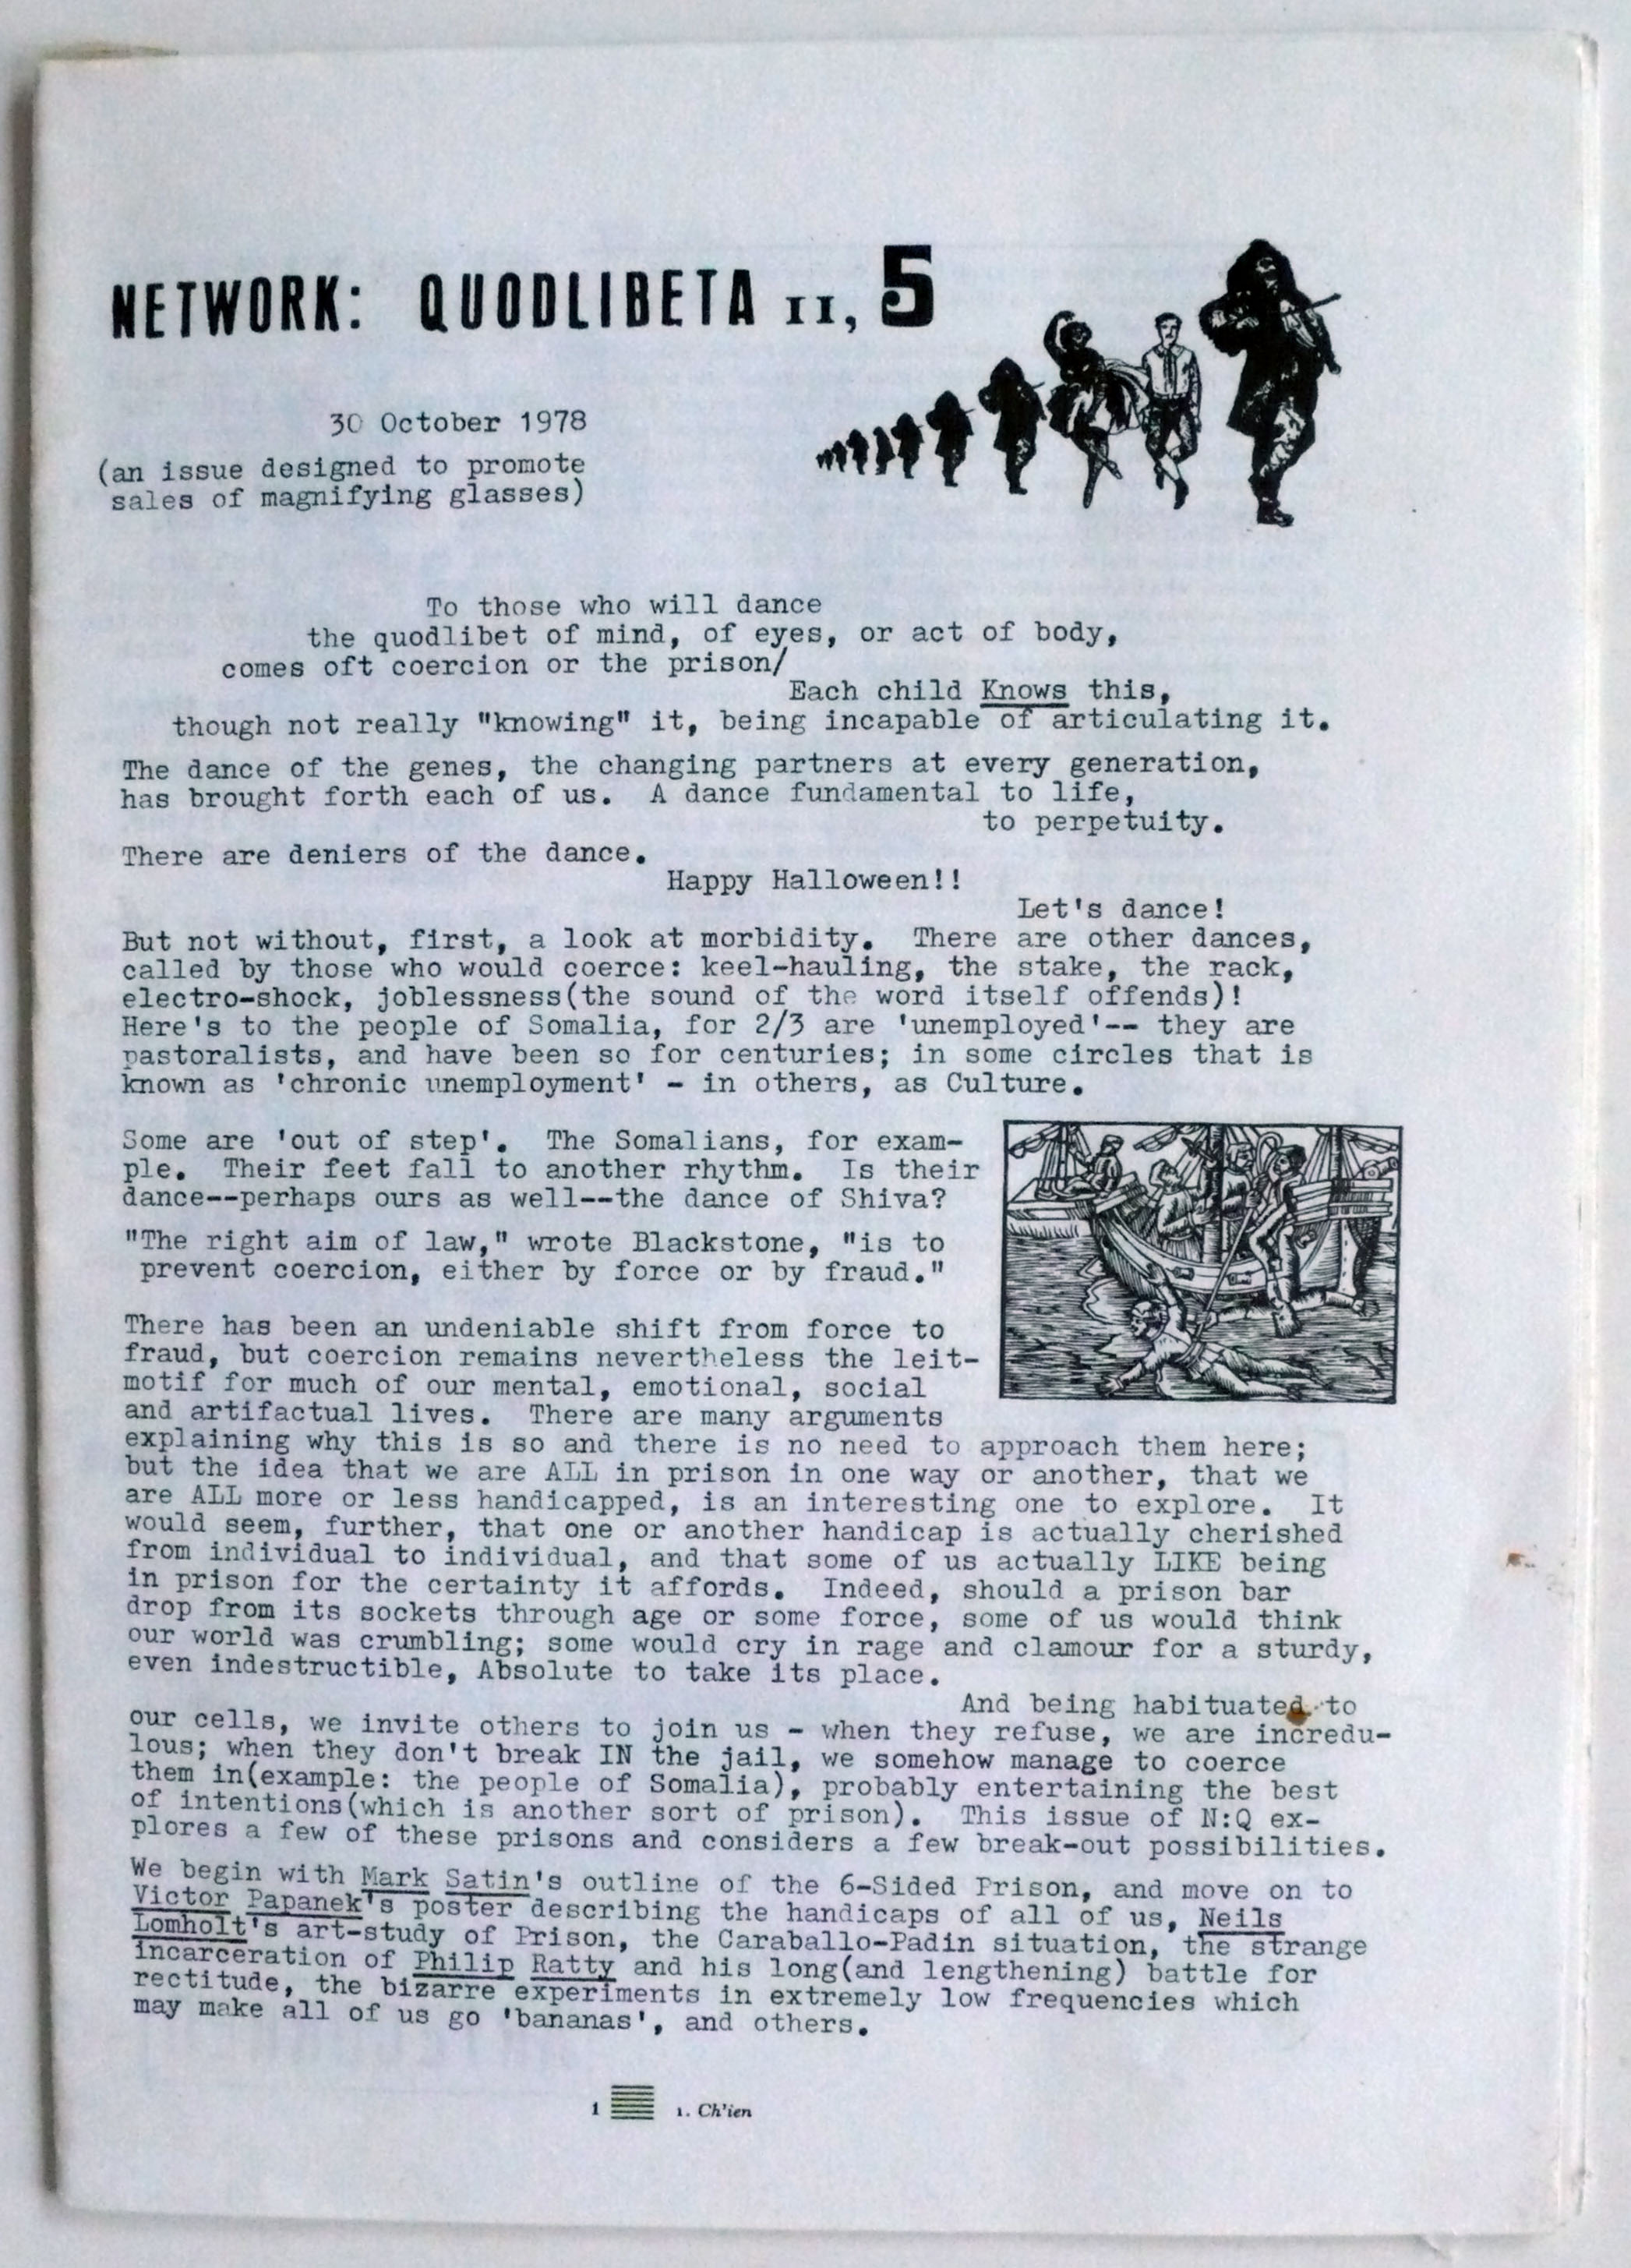 NETWORK: QUODLIBETA II, 5
30 October 1978
(an issue designed to promote
sales of magnifying glasses)
To those who will dance
the quodlibet of mind, of eyes, or act of body,
comes oft coercion or the prison/
Each child Knows this,
though not really "knowing" it, being incapable of articulating it.
The dance of the genes, the changing partners at every generation,
has brought forth each of us. A dance fundamental to life,
to perpetuity.
There are deniers of the dance.
Happy Halloween!!
Let's dance!
But not without, first, a look at morbidity. There are other dances,
called by those who would coerce: keel-hauling, the stake, the rack,
electro-shock, joblessness(the sound of the word itself offends)!
Here's to the people of Somalia, for 2/3 are 'unemployed'-- they are
pastoralists, and have been so for centuries; in some circles that is
known as 'chronic unemployment' - in others, as Culture.
Some are 'out of step'. The Somalians, for exam-
ple. Their feet fall to another rhythm. Is their
dance--perhaps ours as well--the dance of Shiva?
"The right aim of law," wrote Blackstone, "is to
prevent coercion, either by force or by fraud."
There has been an undeniable shift from force to
fraud, but coercion remains nevertheless the leit-
motif for much of our mental, emotional, social
and artifactual lives. There are many arguments
explaining why this is so and there is no need to approach them here;
but the idea that we are ALL in prison in one way or another, that we
are ALL more or less handicapped, is an interesting one to explore. It
would seem, further, that one or another handicap is actually cherished
from individual to individual, and that some of us actually LIKE being
in prison for the certainty it affords. Indeed, should a prison bar
drop from its sockets through age or some force, some of us would think
our world was crumbling; some would cry in rage and clamour for a sturdy,
even indestructible, Absolute to take its place.
And being habituated to
our cells, we invite others to join us - when they refuse, we are incredu-
lous; when they don't break IN the jail, we somehow manage to coerce
them in(example: the people of Somalia), probably entertaining the best
of intentions(which is another sort of prison). This issue of N:Q ex-
plores a few of these prisons and considers a few break-out possibilities.
We begin with Mark Satin's outline of the 6-Sided Prison, and move on to
Victor Papanek's poster describing the handicaps of all of us, Neils
Lomholt's art-study of Prison, the Caraballo-Padin situation, the strange
incarceration of Philip Ratty and his long(and lengthening) battle for
rectitude, the bizarre experiments in extremely low frequencies which
may make all of us go 'bananas', and others.
1 1. Ch'ien